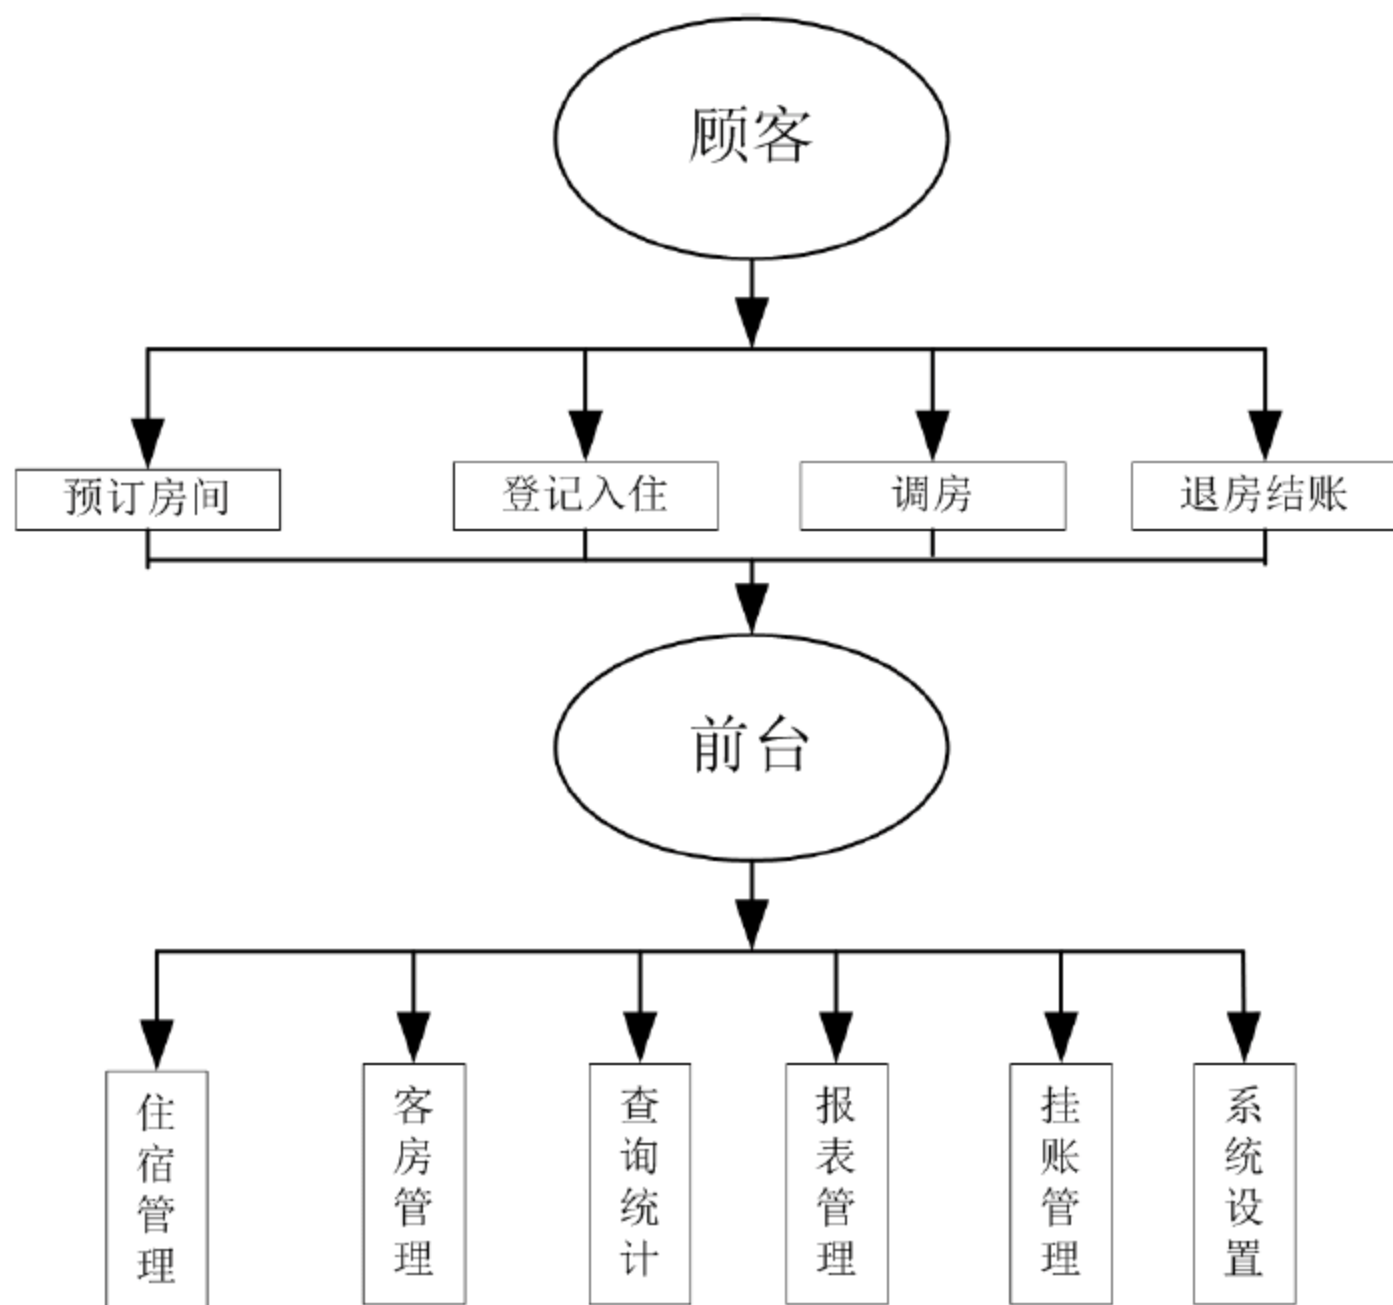 顾客
预订房间
登记入住
调房
退房结账
前台
住宿管理
客房管理
查询统计
报表管理
挂账管理
系统设置